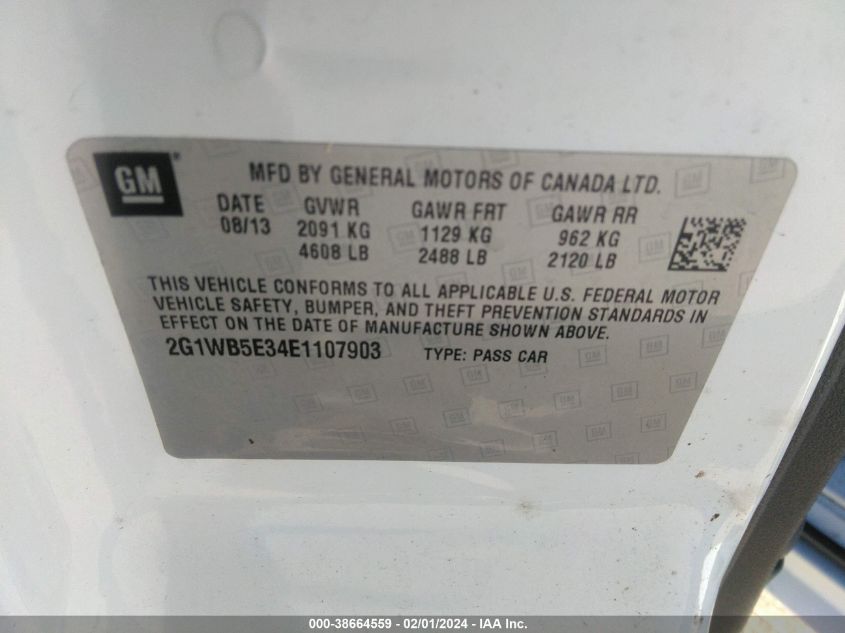 GM
MFD BY GENERAL MOTORS OF CANADA LTD.
DATE GVWR GAWR FRT GAWR RR
08/13 2091 KG 1129 KG 962 KG
4608 LB 2488 LB 2120 LB
THIS VEHICLE CONFORMS TO ALL APPLICABLE U.S. FEDERAL MOTOR
VEHICLE SAFETY, BUMPER, AND THEFT PREVENTION STANDARDS IN
EFFECT ON THE DATE OF MANUFACTURE SHOWN ABOVE.
2G1WB5E34E1107903 TYPE: PASS CAR
000-38664559 - 02/01/2024 - IAA Inc.